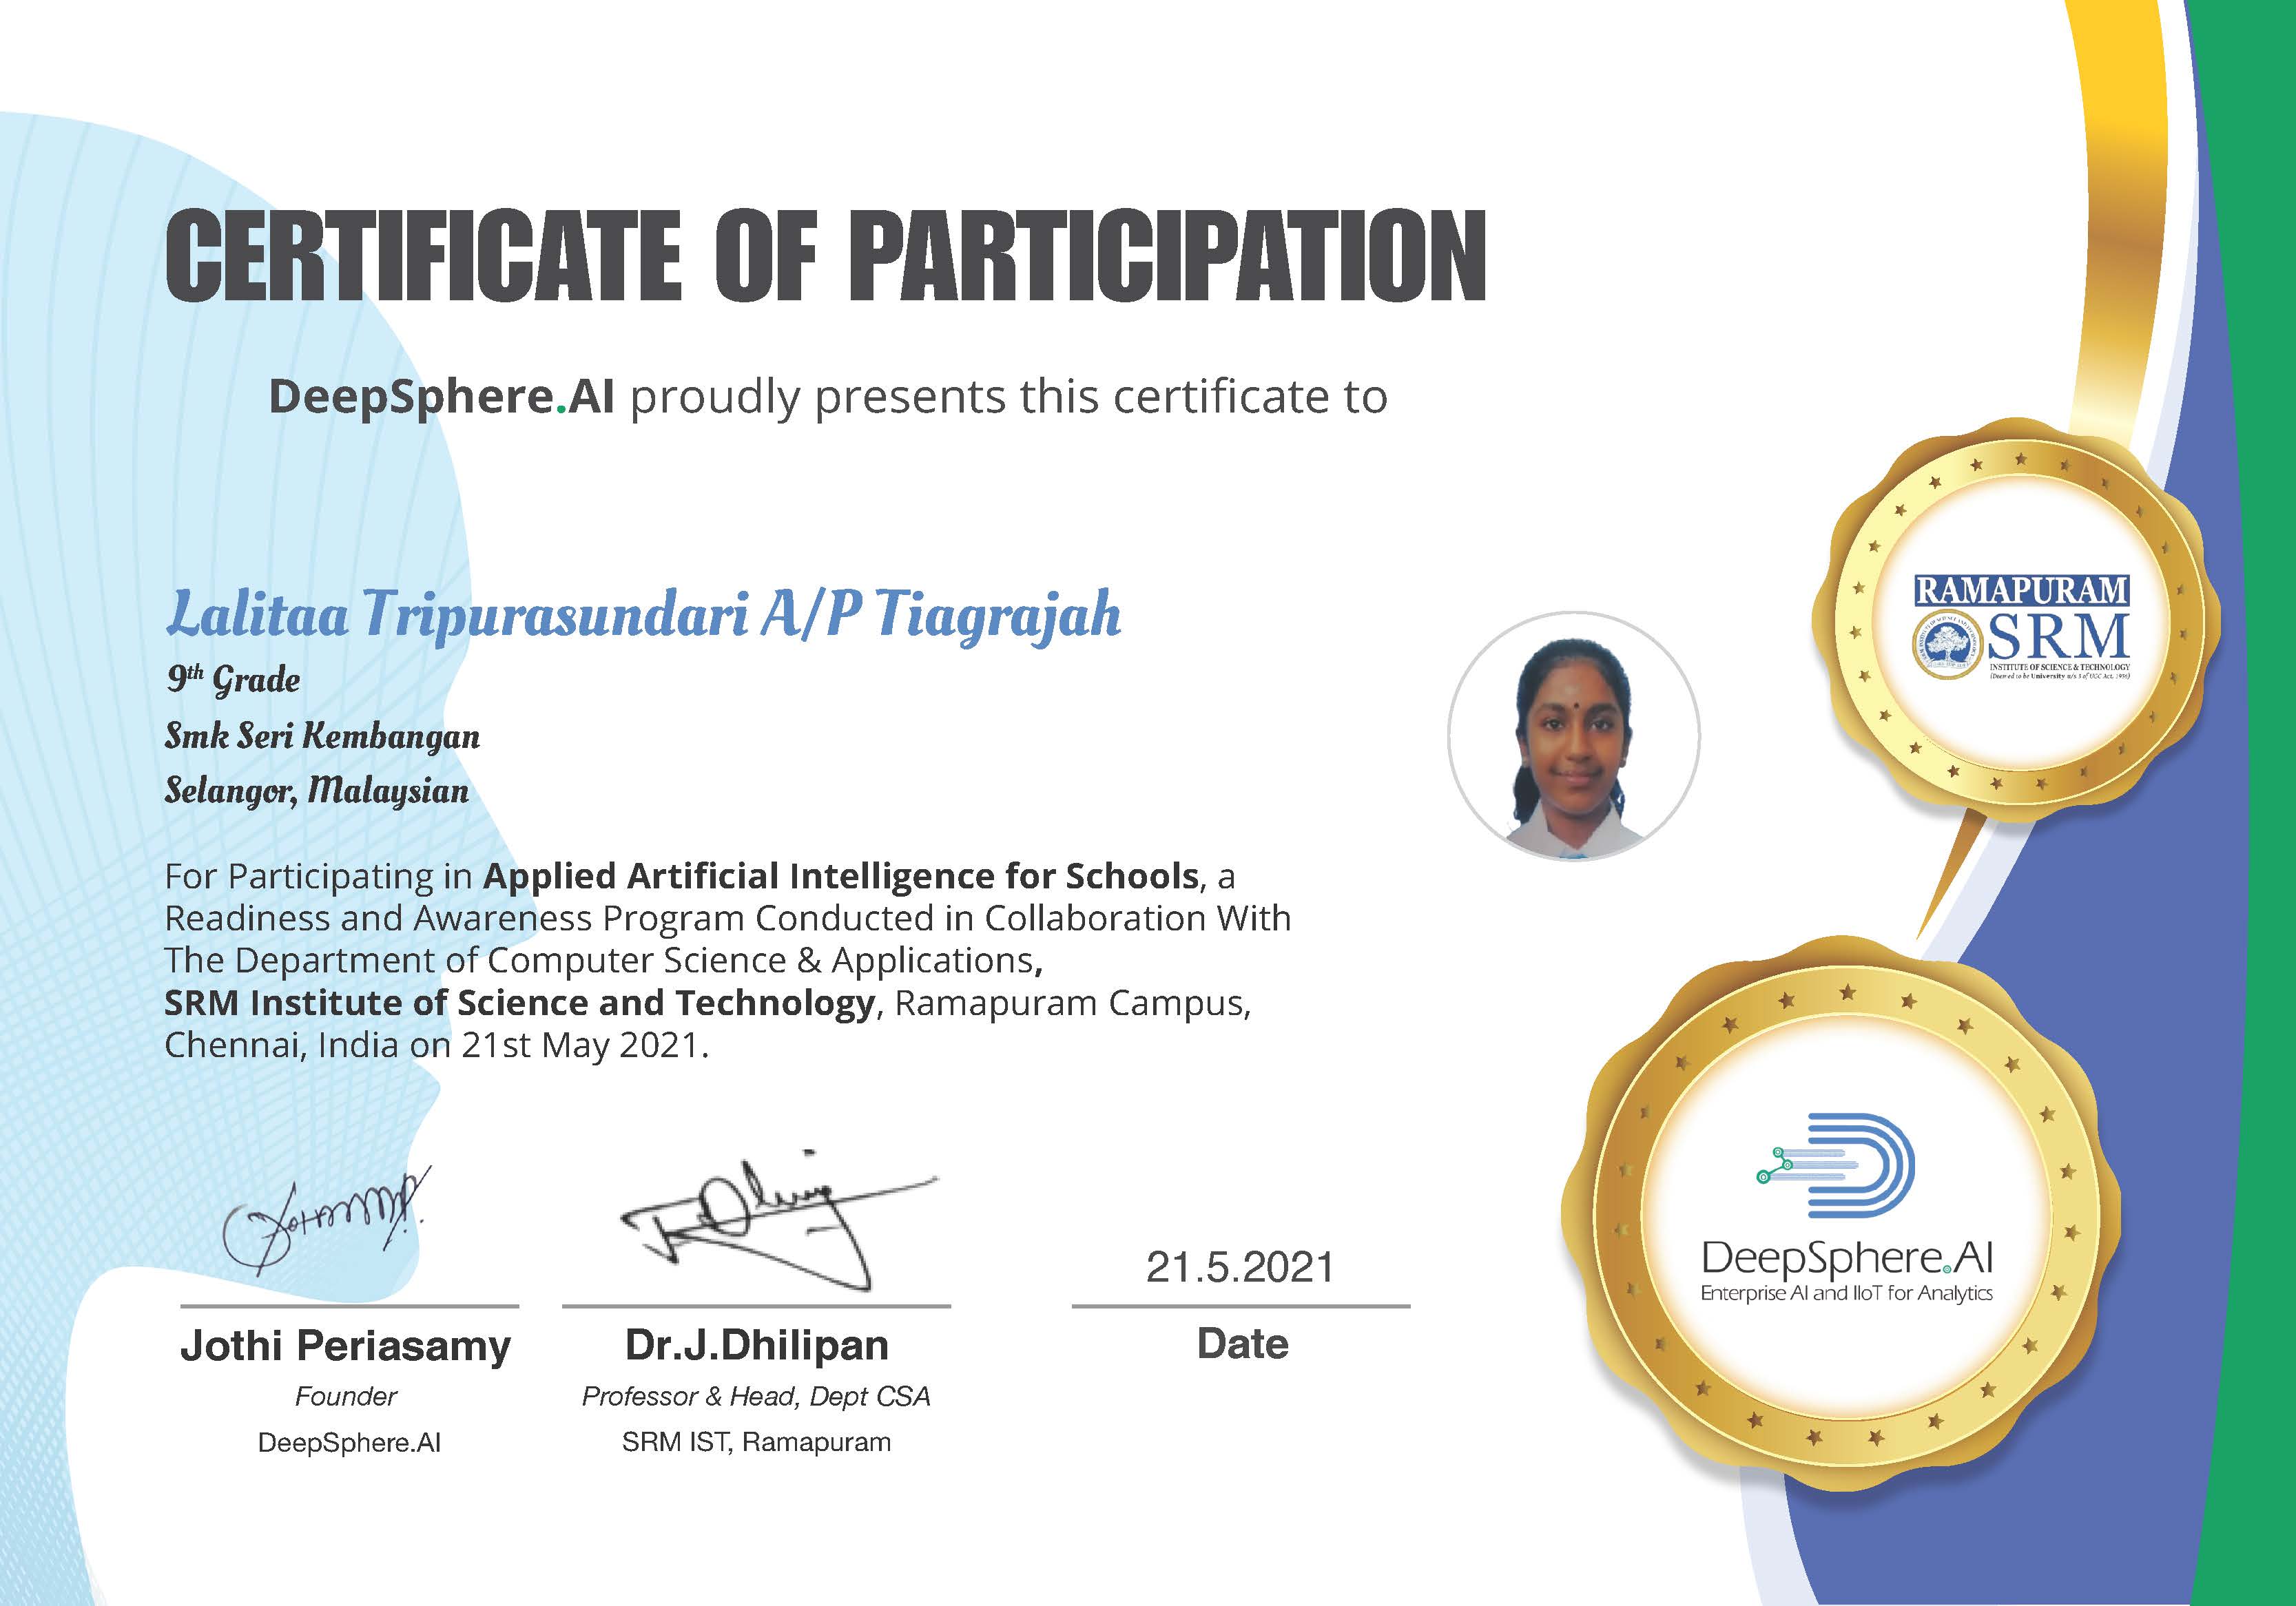 CERTIFICATE OF PARTICIPATION
DeepSphere.AI proudly presents this certificate to
Lalitaa Tripurasundari A/P Tiagrajah
9th Grade
Smk Seri Kembangan
Selangor, Malaysian
For Participating in Applied Artificial Intelligence for Schools, a
Readiness and Awareness Program Conducted in Collaboration With
The Department of Computer Science & Applications,
SRM Institute of Science and Technology, Ramapuram Campus,
Chennai, India on 21st May 2021.
21.5.2021
Jothi Periasamy
Founder
DeepSphere.AI
Dr.J.Dhilipan
Professor & Head, Dept CSA
SRM IST, Ramapuram
Date
RAMAPURAM
SRM
INSTITUTE OF SCIENCE & TECHNOLOGY
(Deemed to be University u/s 3 of UGC Act, 1956)
DeepSphere.AI
Enterprise AI and IIoT for Analytics